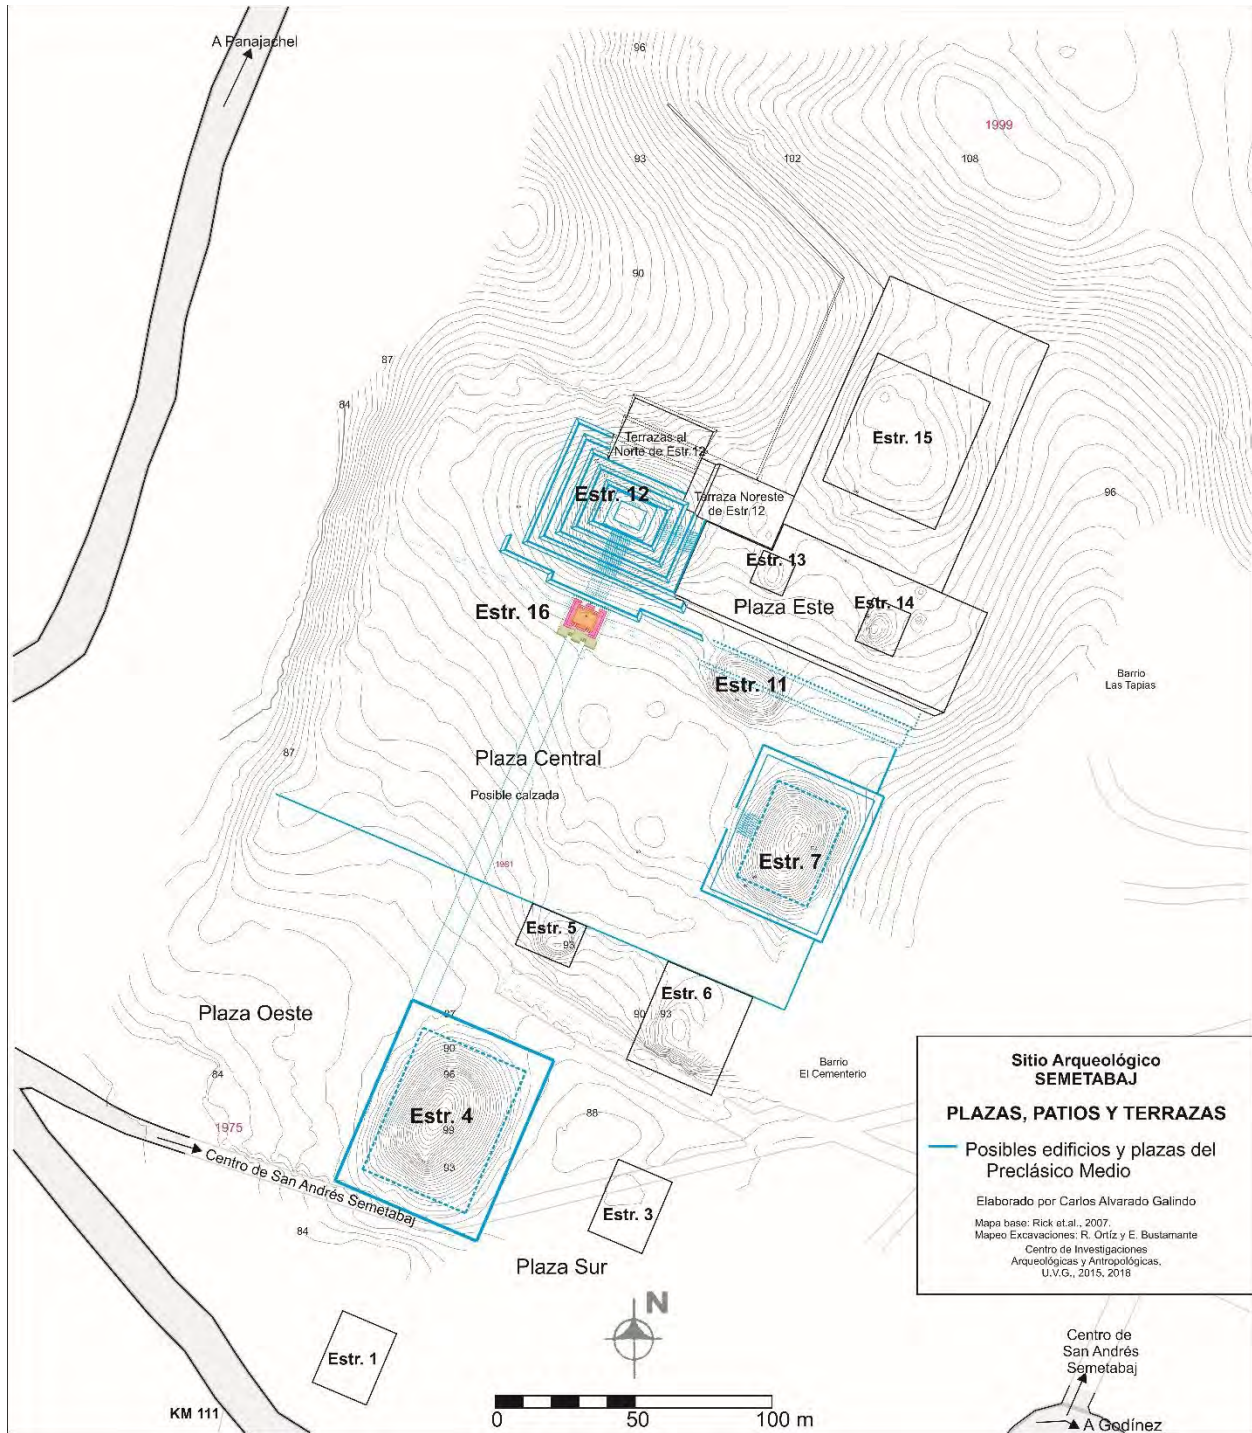 A Panajachel
96
1999
93
102
108
90
87
84
Estr. 15
Terrazas al
Norte de Estr.12
Estr. 12
Terraza Noreste
de Estr.12
96
Estr. 13
Plaza Este
Estr. 14
Estr. 16
Estr. 11
Barrio
Las Tapias
87
Plaza Central
Posible calzada
1981
Estr. 7
Estr. 5
93
Estr. 6
90
93
Plaza Oeste
87
90
96
84
Estr. 4
99
93
88
1975
Barrio
El Cementerio
Centro de San Andrés Semetabaj
84
Estr. 3
Plaza Sur
Estr. 1
KM 111
N
0
50
100 m
Sitio Arqueológico
SEMETABAJ
PLAZAS, PATIOS Y TERRAZAS
Posibles edificios y plazas del
Preclásico Medio
Elaborado por Carlos Alvarado Galindo
Mapa base: Rick et.al., 2007.
Mapeo Excavaciones: R. Ortíz y E. Bustamante
Centro de Investigaciones
Arqueológicas y Antropológicas,
U.V.G., 2015, 2018
Centro de
San Andrés
Semetabaj
A Godínez